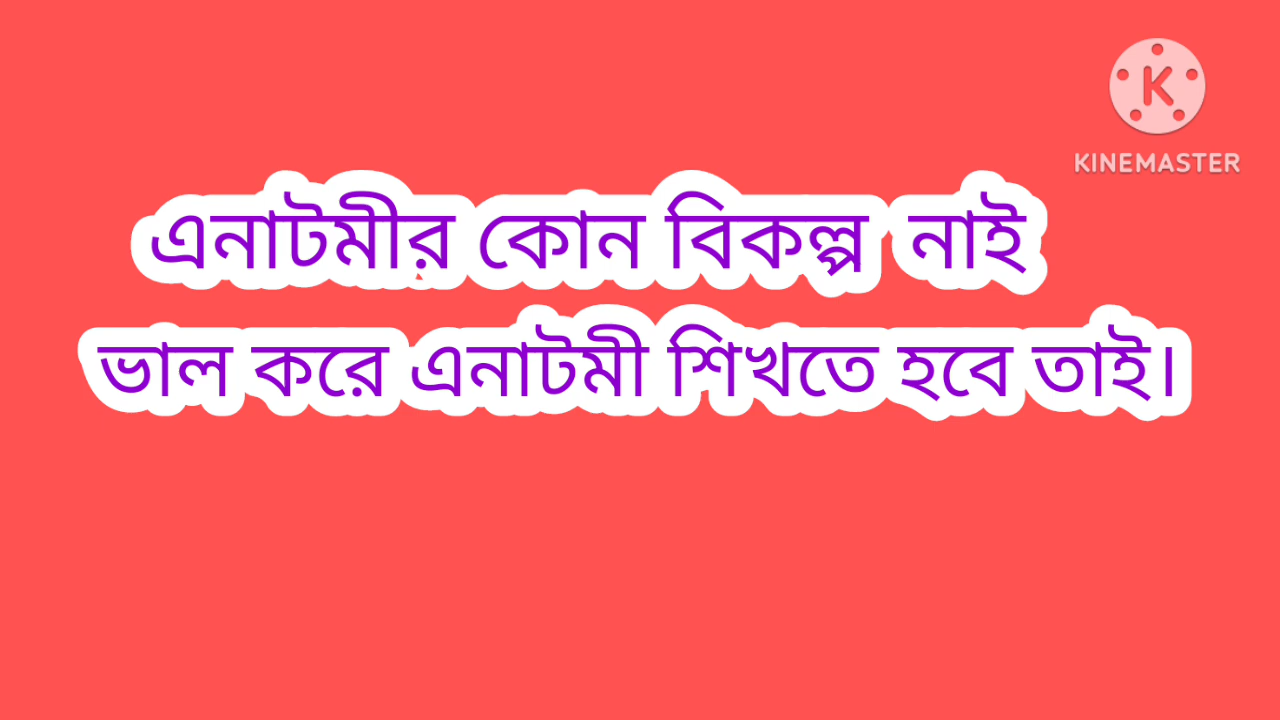 KINEMASTER
এনাটমীর কোন বিকল্প নাই
ভাল করে এনাটমী শিখতে হবে তাই।